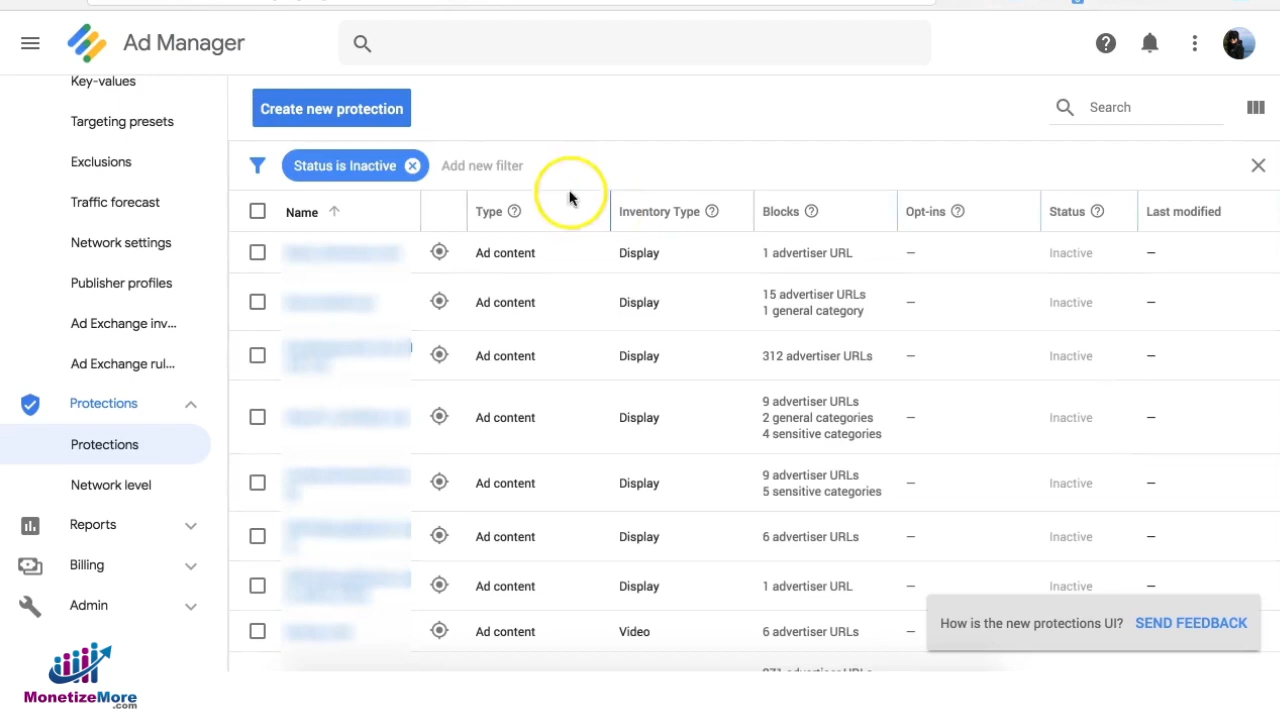 Ad Manager
Key-values
Targeting presets
Exclusions
Traffic forecast
Network settings
Publisher profiles
Ad Exchange inv...
Ad Exchange rul...
Protections
Protections
Network level
Reports
Billing
Admin
MonetizeMore
.com
Create new protection
Search
Status is Inactive
Add new filter
Name Type Inventory Type Blocks Opt-ins Status Last modified
Ad content Display 1 advertiser URL – Inactive –
Ad content Display 15 advertiser URLs – Inactive –
1 general category
Ad content Display 312 advertiser URLs – Inactive –
Ad content Display 9 advertiser URLs – Inactive –
2 general categories
4 sensitive categories
Ad content Display 9 advertiser URLs – Inactive –
5 sensitive categories
Ad content Display 6 advertiser URLs – Inactive –
Ad content Display 1 advertiser URL – Inactive –
Ad content Video 6 advertiser URLs –
How is the new protections UI? SEND FEEDBACK